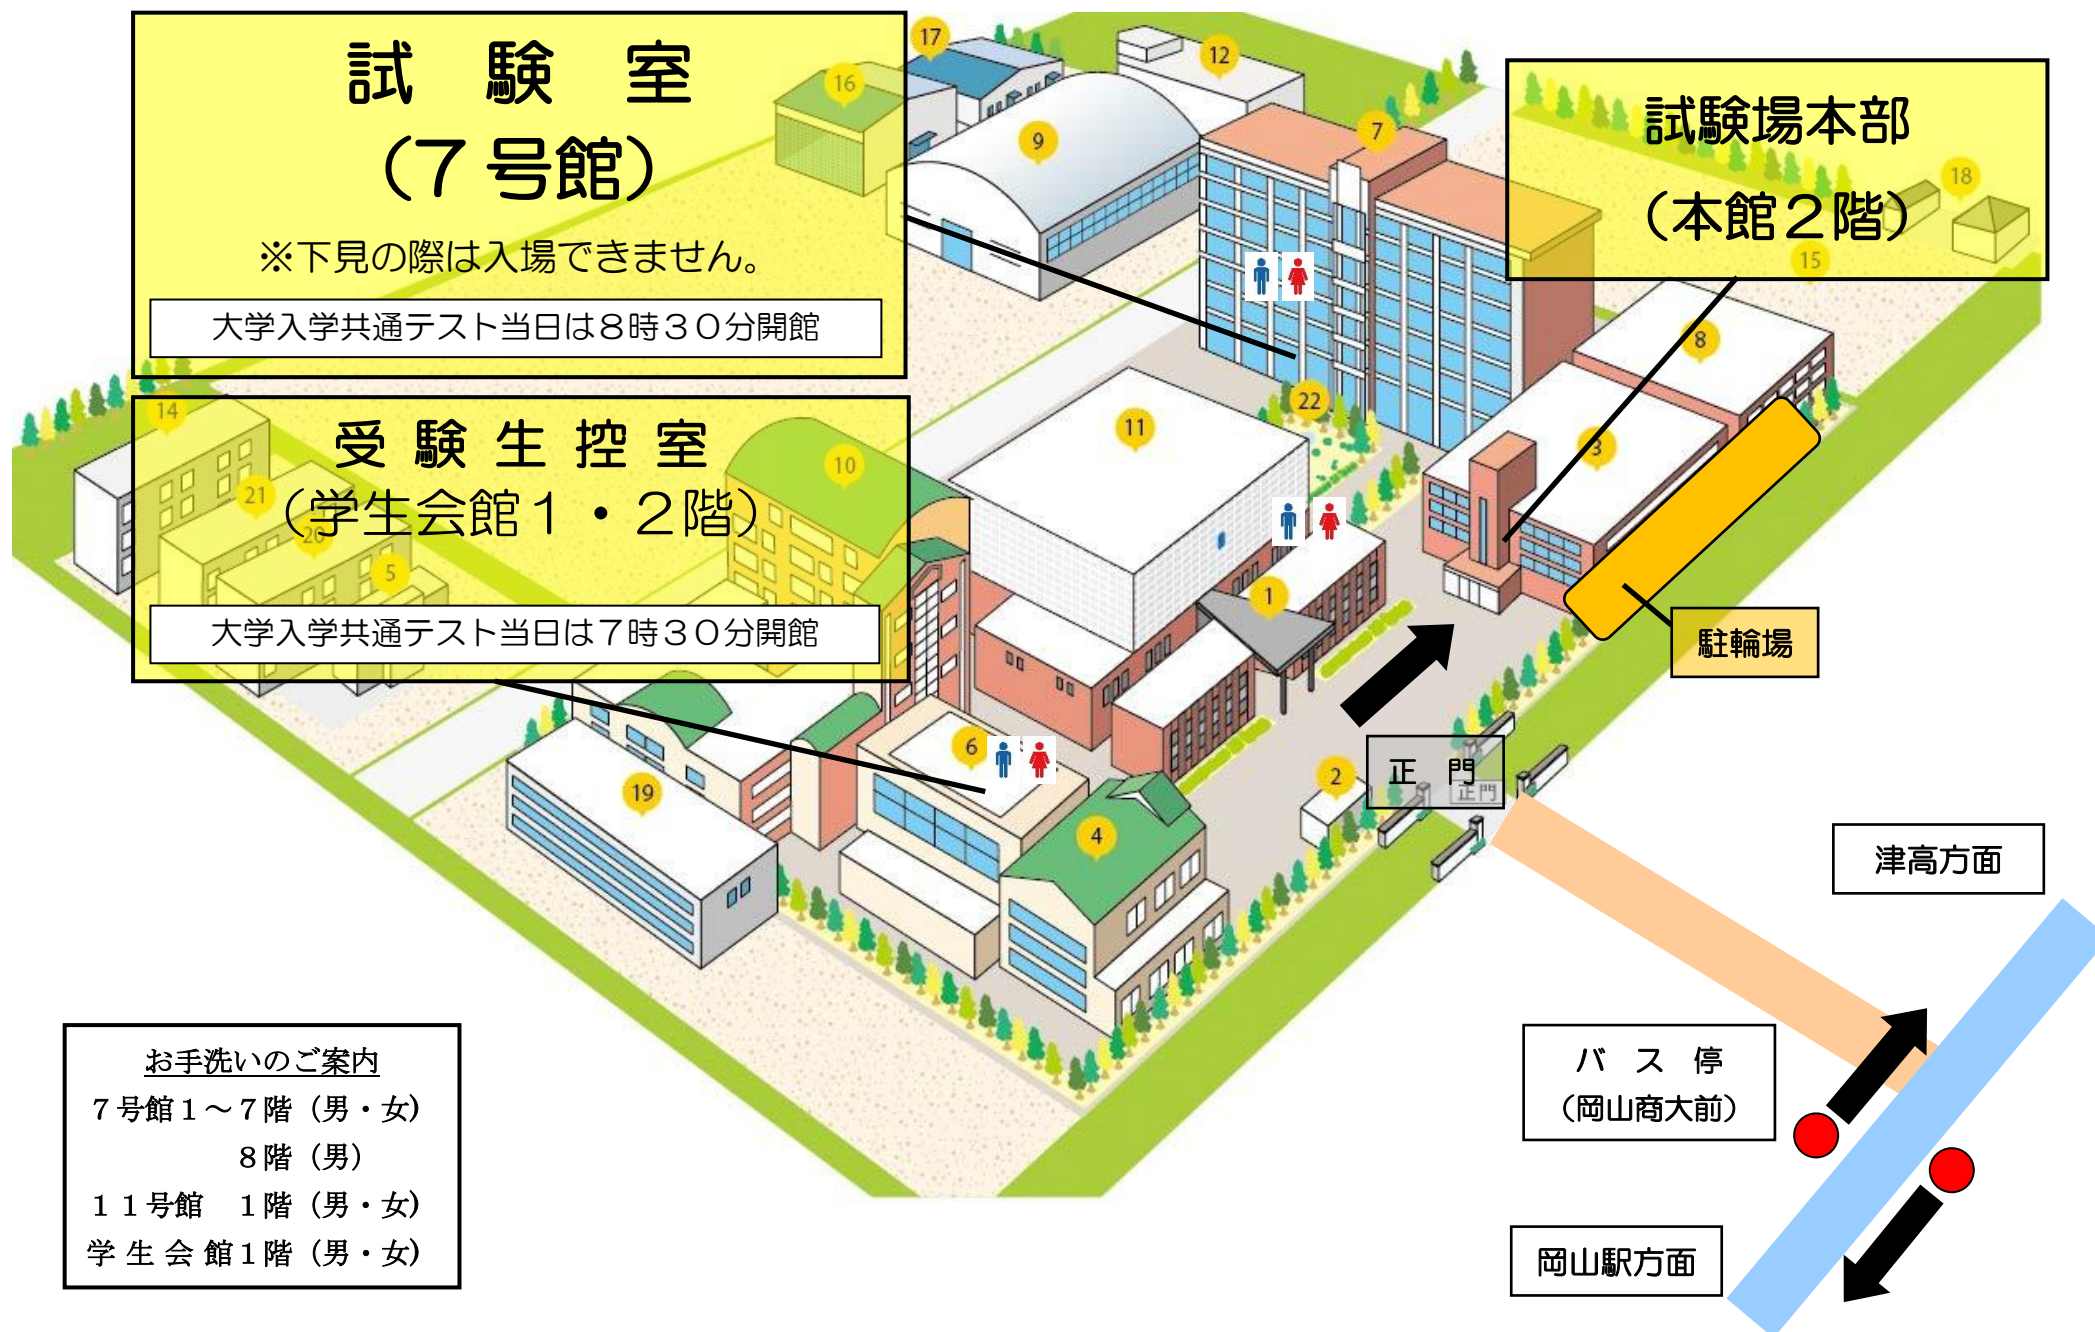 試　験　室
（７号館）
※下見の際は入場できません。
大学入学共通テスト当日は８時３０分開館
受 験 生 控 室
（学生会館１・２階）
大学入学共通テスト当日は７時３０分開館
試験場本部
（本館２階）
17
12
16
9
7
18
15
8
22
14
11
3
10
21
20
5
1
駐輪場
6
2
正　門
正門
19
4
津高方面
バ　ス　停
（岡山商大前）
岡山駅方面
お手洗いのご案内
７号館１～７階（男・女）
８階（男）
１１号館　１階（男・女）
学 生 会 館１階（男・女）